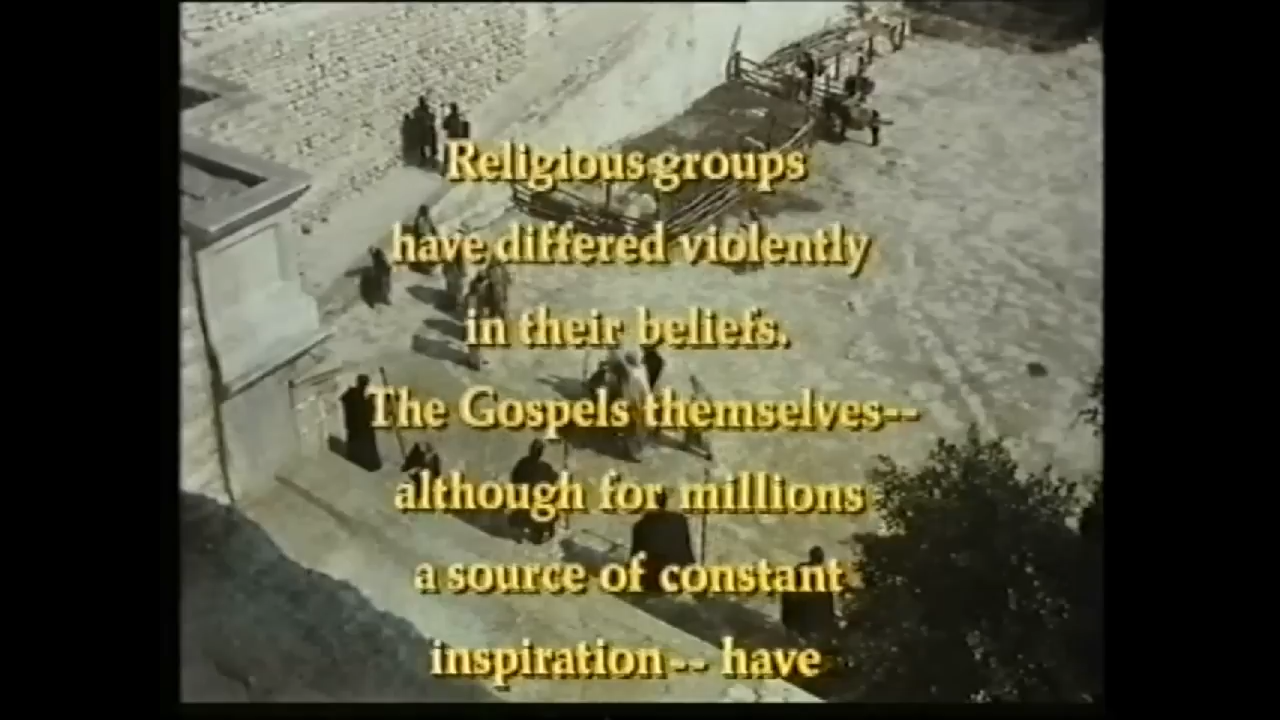 Religious groups
have differed violently
in their beliefs.
The Gospels themselves--
although for millions
a source of constant
inspiration-- have